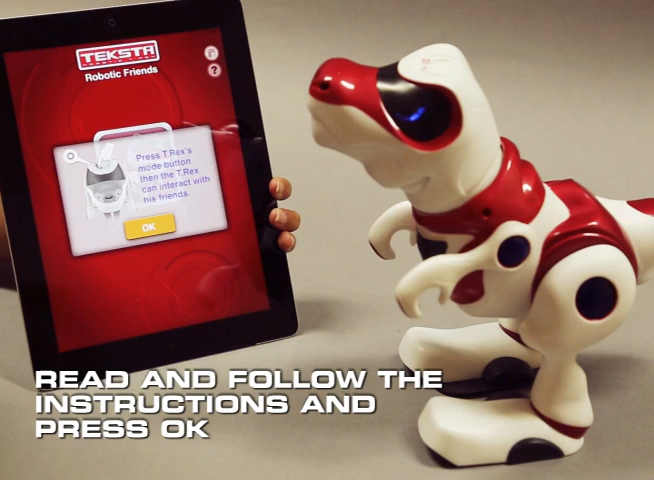 TEKSTA
Robotic Friends
?
Press T.Rex's
mode button
then the T.Rex
can interact with
his friends.
OK
READ AND FOLLOW THE
INSTRUCTIONS AND
PRESS OK